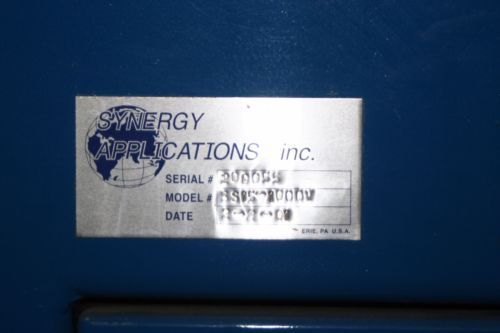 SYNERGY
APPLICATIONS inc.
SERIAL #
MODEL #
DATE
ERIE, PA U.S.A.